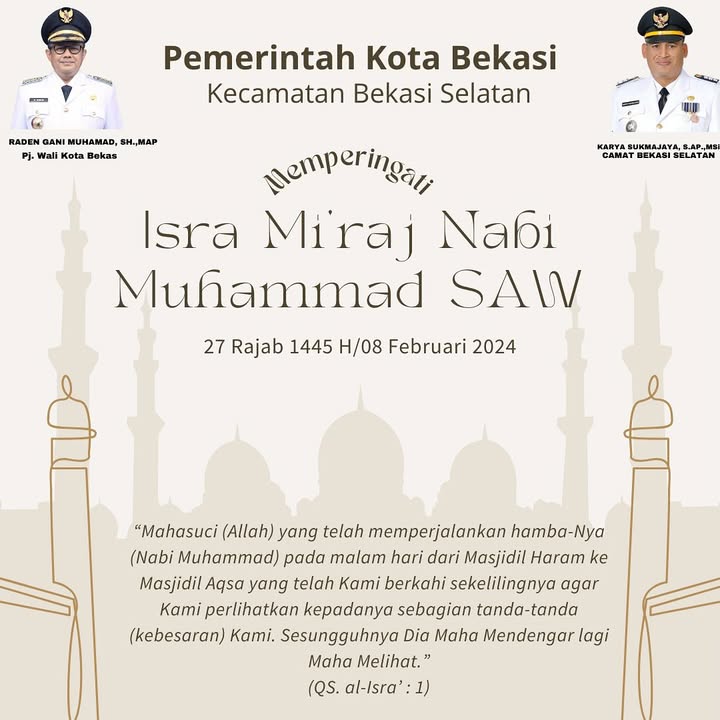 Pemerintah Kota Bekasi
Kecamatan Bekasi Selatan
RADEN GANI MUHAMAD, SH.,MAP
Pj. Wali Kota Bekas
KARYA SUKMAJAYA, S.AP.,MSi
CAMAT BEKASI SELATAN
Memperingati
Isra Mi'raj Nabi
Muhammad SAW
27 Rajab 1445 H/08 Februari 2024
“Mahasuci (Allah) yang telah memperjalankan hamba-Nya
(Nabi Muhammad) pada malam hari dari Masjidil Haram ke
Masjidil Aqsa yang telah Kami berkahi sekelilingnya agar
Kami perlihatkan kepadanya sebagian tanda-tanda
(kebesaran) Kami. Sesungguhnya Dia Maha Mendengar lagi
Maha Melihat.”
(QS. al-Isra’ : 1)